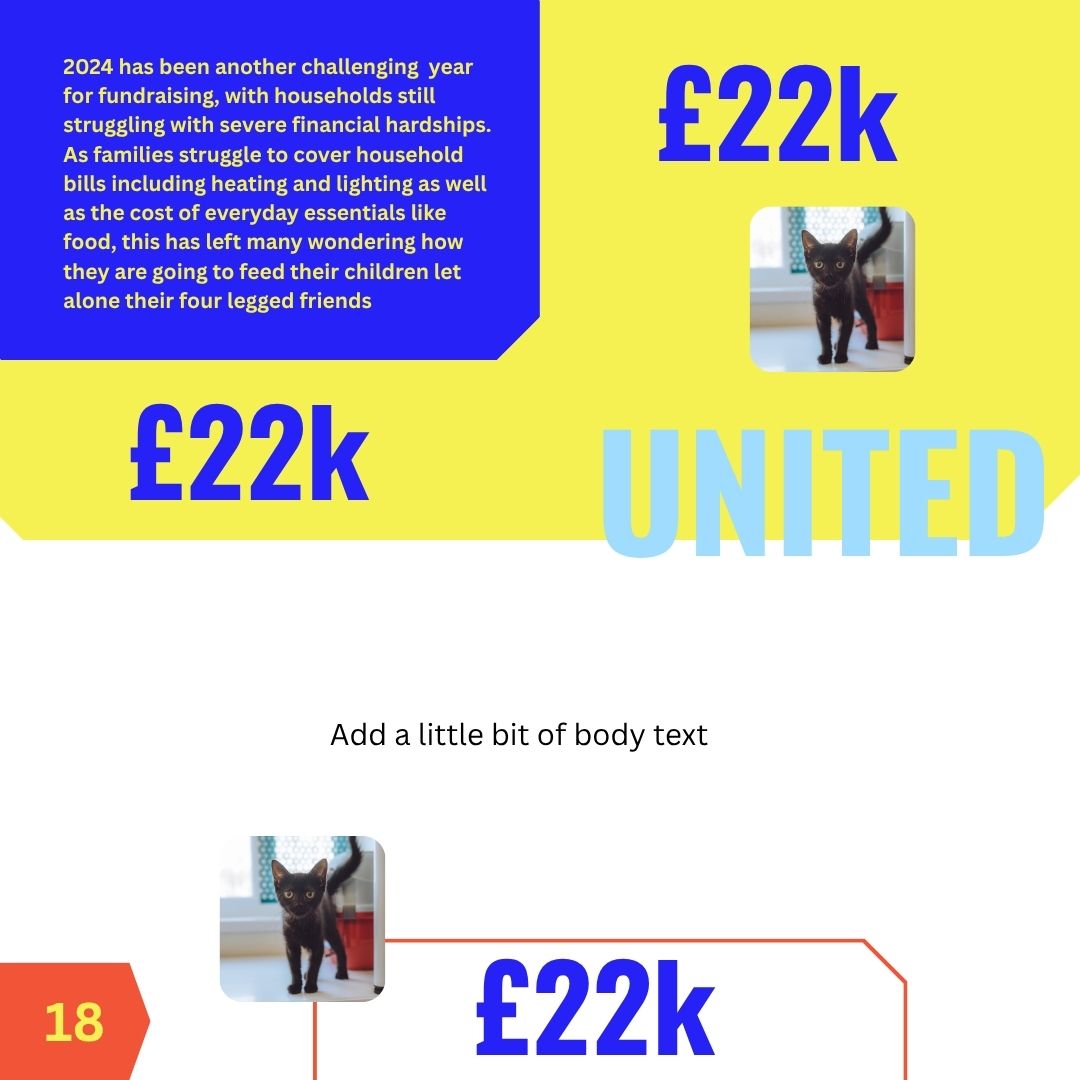 2024 has been another challenging  year
for fundraising, with households still
struggling with severe financial hardships.
As families struggle to cover household
bills including heating and lighting as well
as the cost of everyday essentials like
food, this has left many wondering how
they are going to feed their children let
alone their four legged friends
£22k
£22k
UNITED
Add a little bit of body text
18
£22k